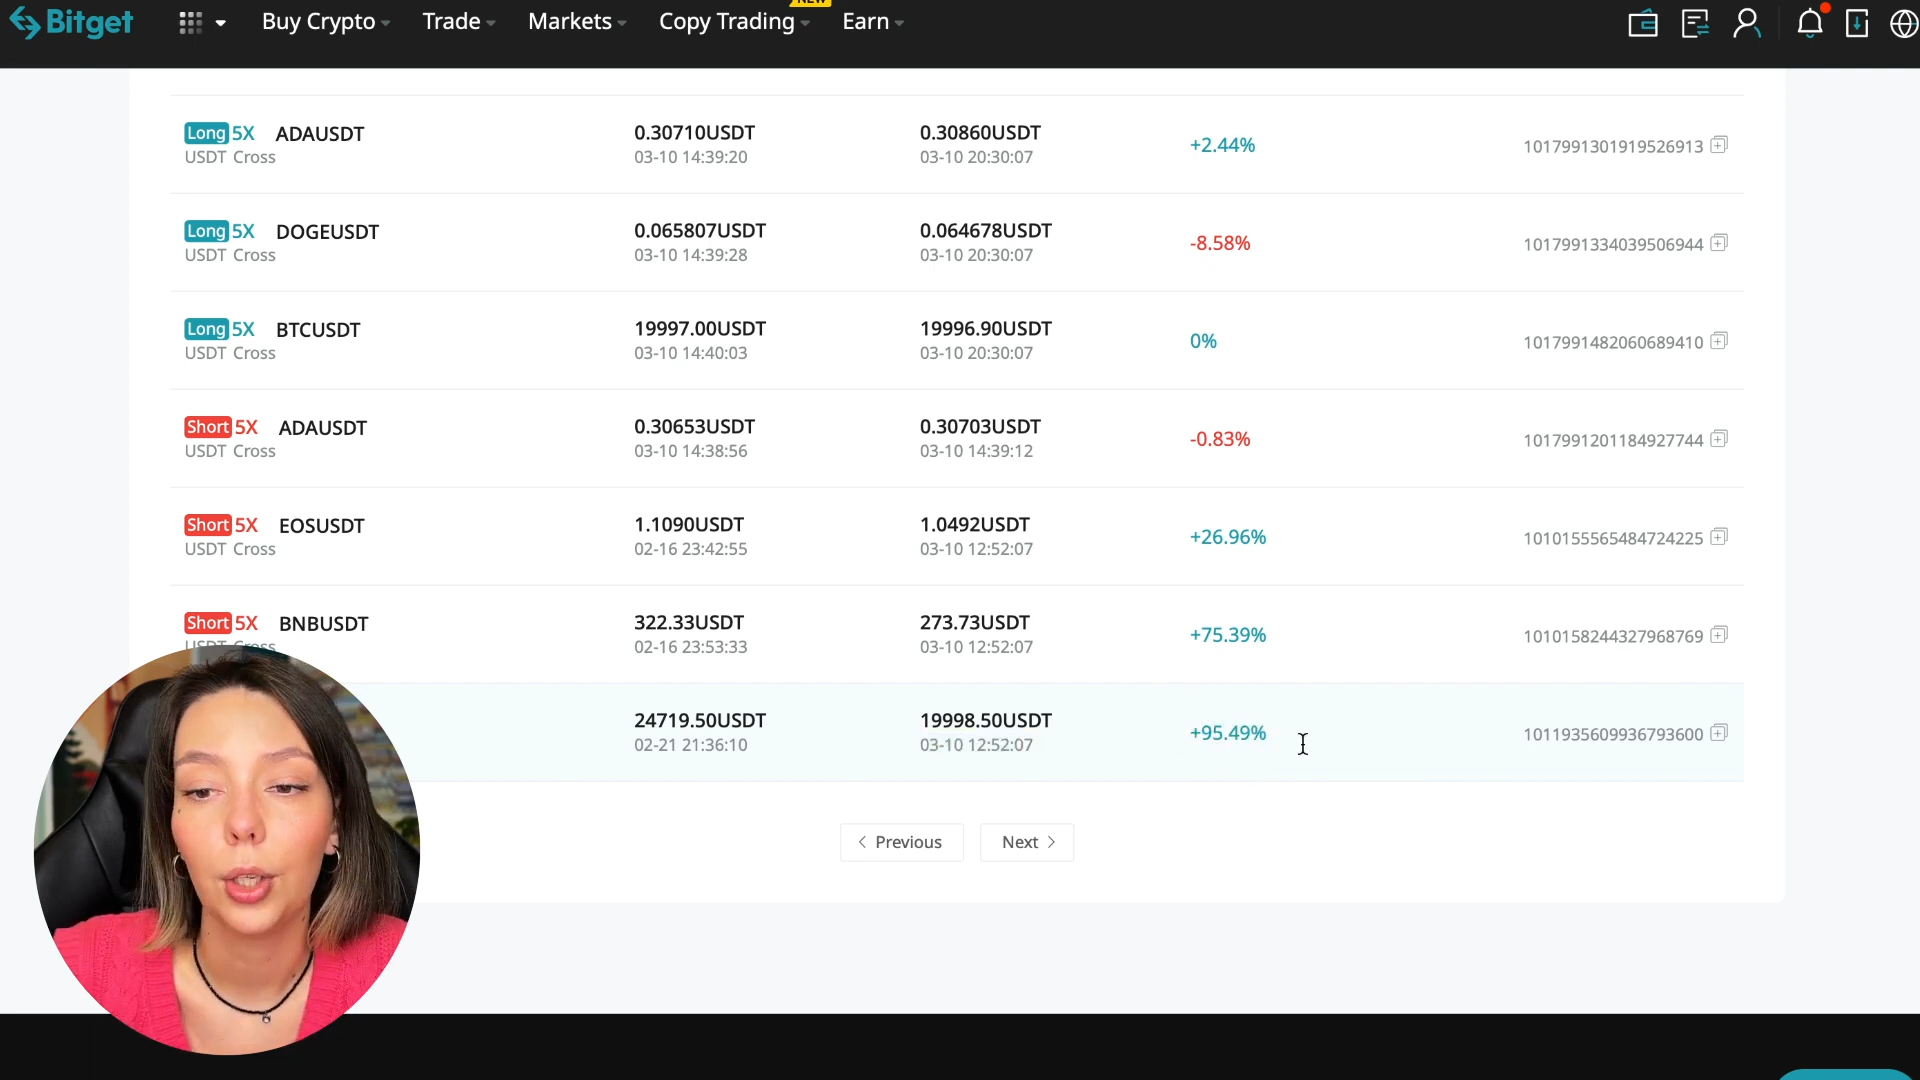 Bitget
Buy Crypto Trade Markets Copy Trading NEW Earn
Long 5X ADAUSDT 0.30710USDT 0.30860USDT +2.44% 1017991301919526913
USDT Cross 03-10 14:39:20 03-10 20:30:07
Long 5X DOGEUSDT 0.065807USDT 0.064678USDT -8.58% 1017991334039506944
USDT Cross 03-10 14:39:28 03-10 20:30:07
Long 5X BTCUSDT 19997.00USDT 19996.90USDT 0% 1017991482060689410
USDT Cross 03-10 14:40:03 03-10 20:30:07
Short 5X ADAUSDT 0.30653USDT 0.30703USDT -0.83% 1017991201184927744
USDT Cross 03-10 14:38:56 03-10 14:39:12
Short 5X EOSUSDT 1.1090USDT 1.0492USDT +26.96% 1010155565484724225
USDT Cross 02-16 23:42:55 03-10 12:52:07
Short 5X BNBUSDT 322.33USDT 273.73USDT +75.39% 1010158244327968769
USDT Cross 02-16 23:53:33 03-10 12:52:07
24719.50USDT 19998.50USDT +95.49% 1011935609936793600
02-21 21:36:10 03-10 12:52:07
Previous Next